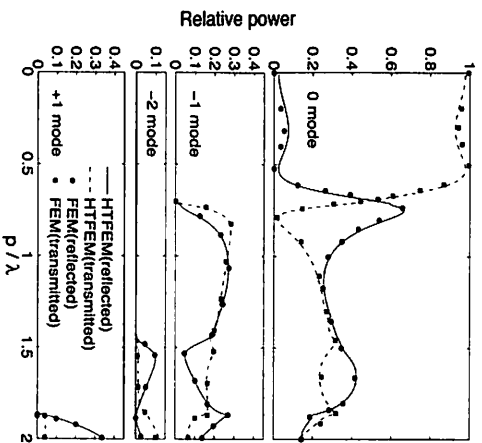 Relative power
0 0.2 0.4 0.6 0.8 1
0 mode
0 0.1 0.2 0.3 0.4
−1 mode
0 0.1
−2 mode
0 0.1 0.2 0.3 0.4
+1 mode
HTFEM(reflected)
HTFEM(transmitted)
FEM(reflected)
FEM(transmitted)
0 0.5 1 1.5 2
p / λ